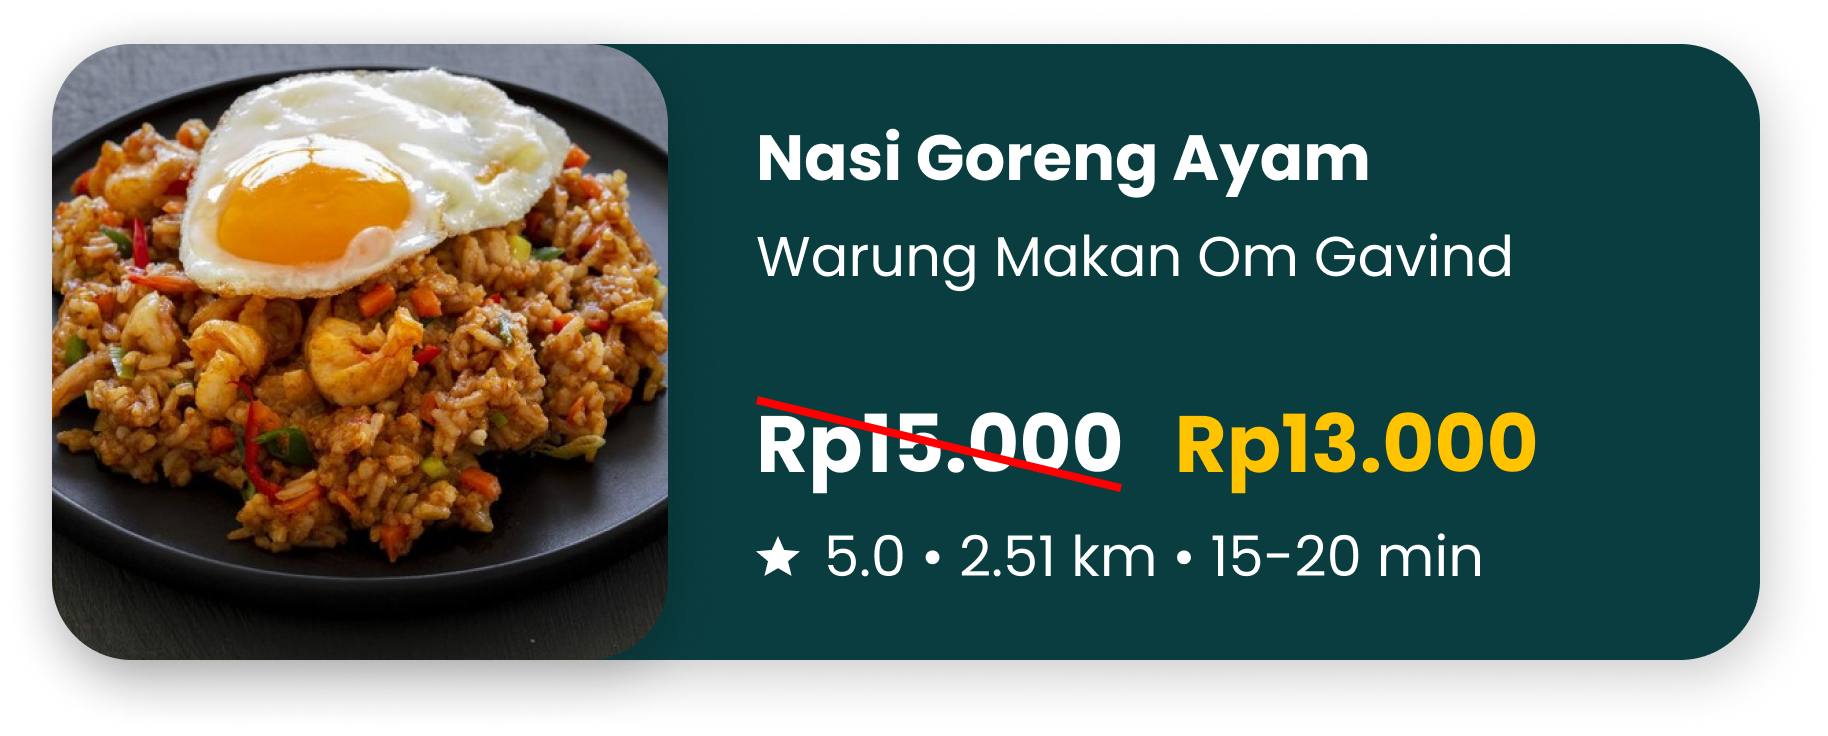 Nasi Goreng Ayam
Warung Makan Om Gavind
Rp15.000 Rp13.000
★ 5.0 • 2.51 km • 15-20 min